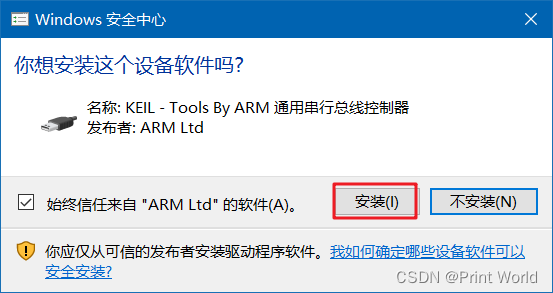 Windows 安全中心
你想安装这个设备软件吗?
名称: KEIL - Tools By ARM 通用串行总线控制器
发布者: ARM Ltd
始终信任来自 "ARM Ltd" 的软件(A)。
安装(I)
不安装(N)
你应仅从可信的发布者安装驱动程序软件。我如何确定哪些设备软件可以
安全安装?
CSDN @Print World